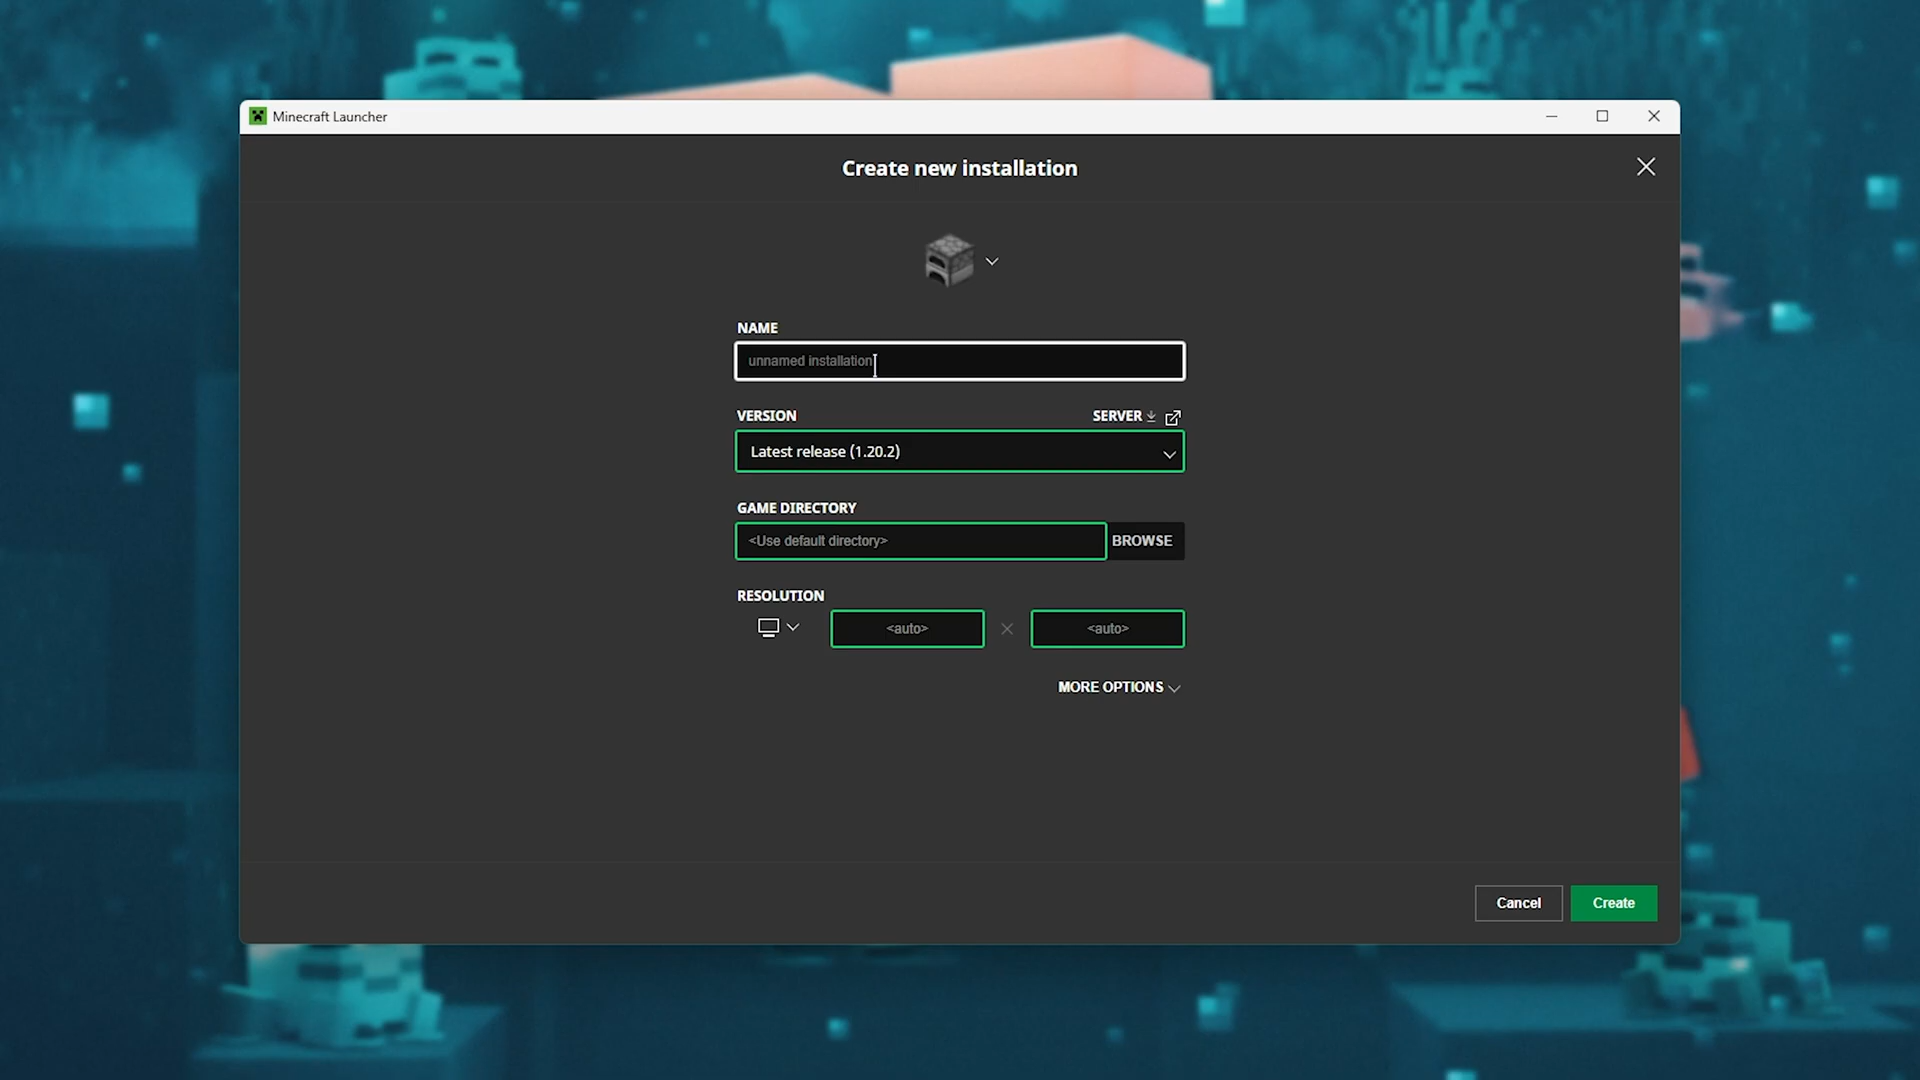 Minecraft Launcher
Create new installation
NAME
unnamed installation
VERSION
SERVER
Latest release (1.20.2)
GAME DIRECTORY
<Use default directory>
BROWSE
RESOLUTION
<auto>
<auto>
MORE OPTIONS
Cancel
Create